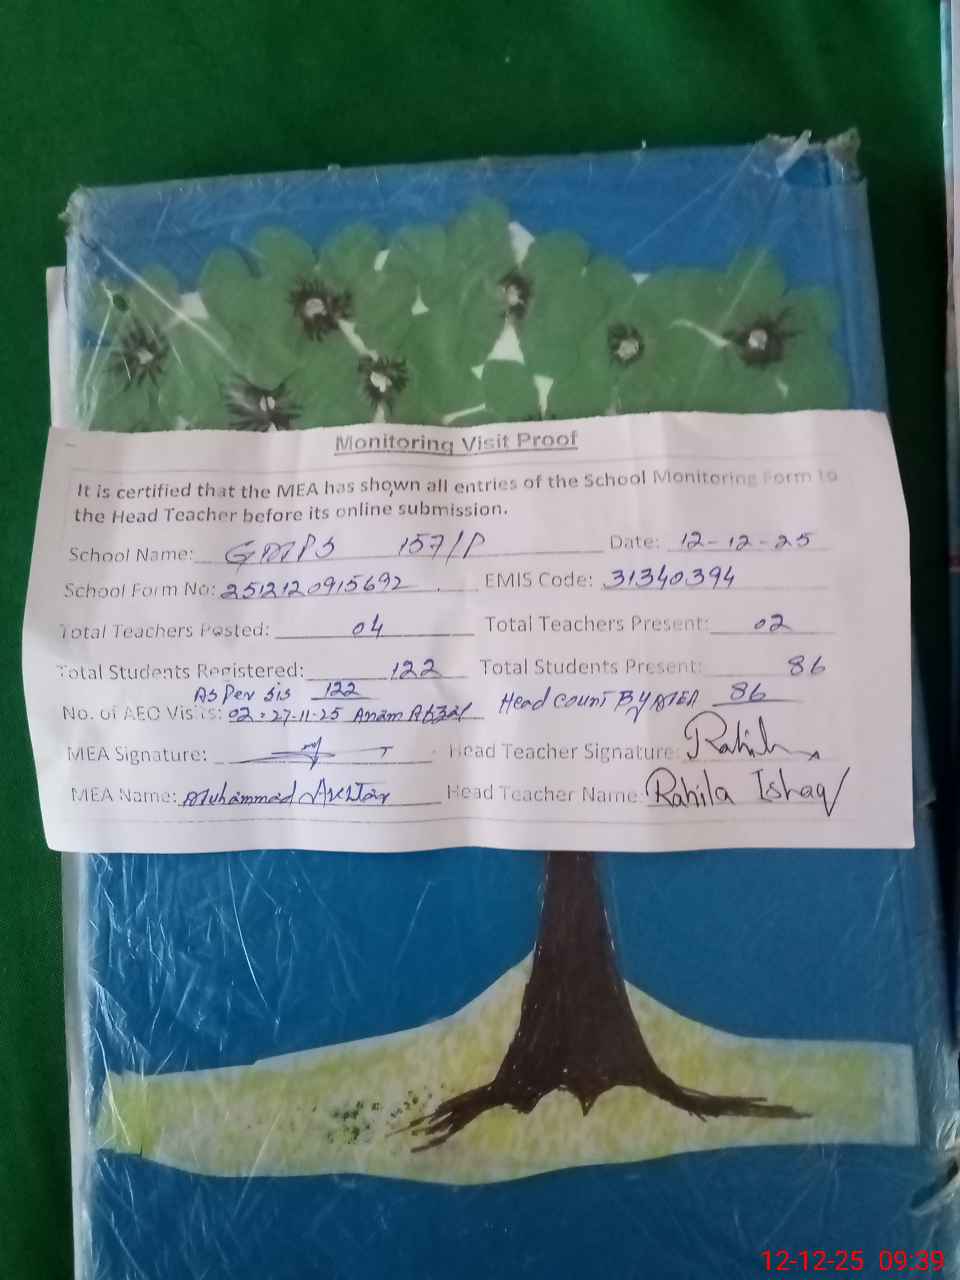 Monitoring Visit Proof
It is certified that the MEA has shown all entries of the School Monitoring Form to
the Head Teacher before its online submission.
School Name: GMPS 157/P Date: 12-12-25
School Form No: 2512120915692 EMIS Code: 31340394
Total Teachers Posted: 04 Total Teachers Present: 02
Total Students Registered: 122 Total Students Present: 86
As Per SIS 122 Head Count By MEA 86
No. of AEO Visits: 02 27-11-25 Anam Afzal
MEA Signature: Head Teacher Signature: Rahila
MEA Name: Muhammad Head Teacher Name: Rahila Ishaq
12-12-25 09:39